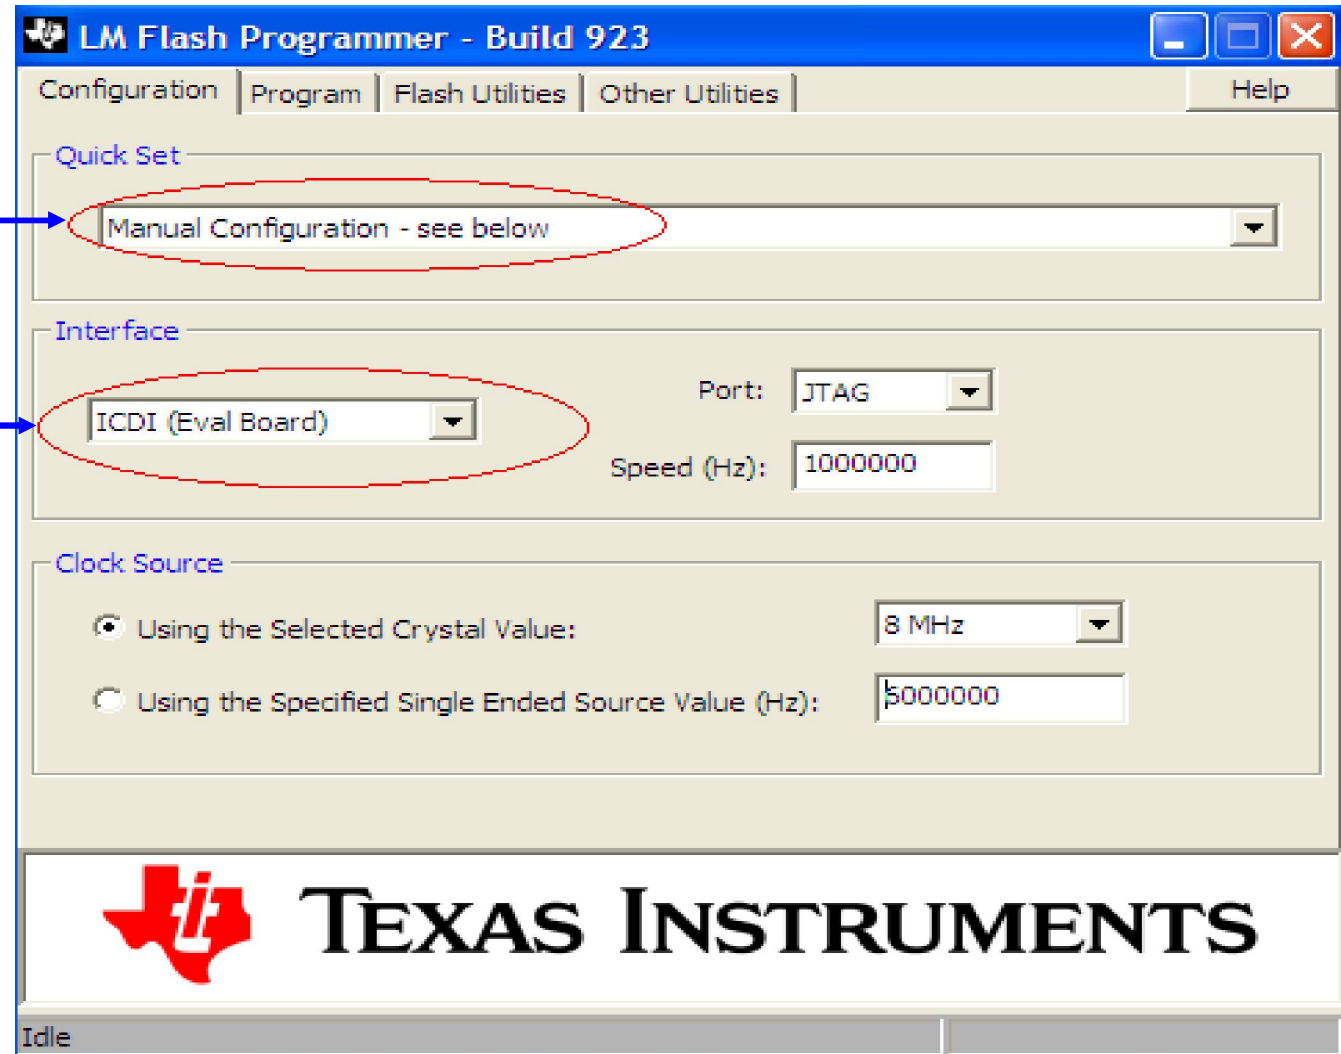 LM Flash Programmer - Build 923
Configuration Program Flash Utilities Other Utilities Help
Quick Set
Manual Configuration - see below
Interface
Port: JTAG
ICDI (Eval Board)
Speed (Hz): 1000000
Clock Source
Using the Selected Crystal Value: 8 MHz
Using the Specified Single Ended Source Value (Hz): 6000000
TEXAS INSTRUMENTS
Idle